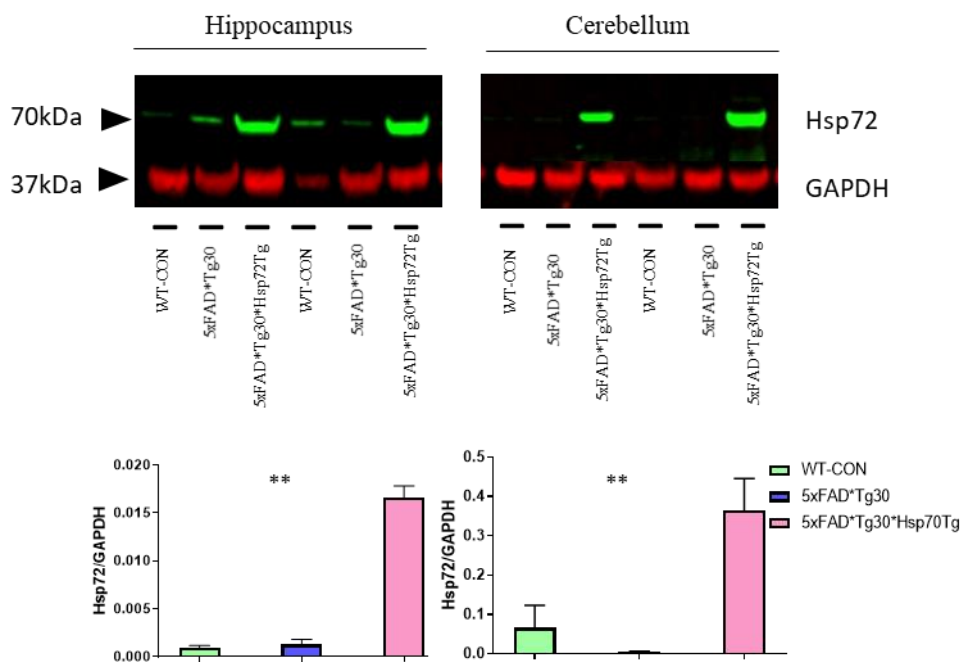 Hippocampus
Cerebellum
70kDa
Hsp72
37kDa
GAPDH
WT-CON
5xFAD*Tg30
5xFAD*Tg30*Hsp72Tg
WT-CON
5xFAD*Tg30
5xFAD*Tg30*Hsp72Tg
WT-CON
5xFAD*Tg30
5xFAD*Tg30*Hsp72Tg
WT-CON
5xFAD*Tg30
5xFAD*Tg30*Hsp72Tg
Hsp72/GAPDH
0.020
0.015
0.010
0.005
0.000
**
Hsp72/GAPDH
0.5
0.4
0.3
0.2
0.1
0.0
**
WT-CON
5xFAD*Tg30
5xFAD*Tg30*Hsp70Tg